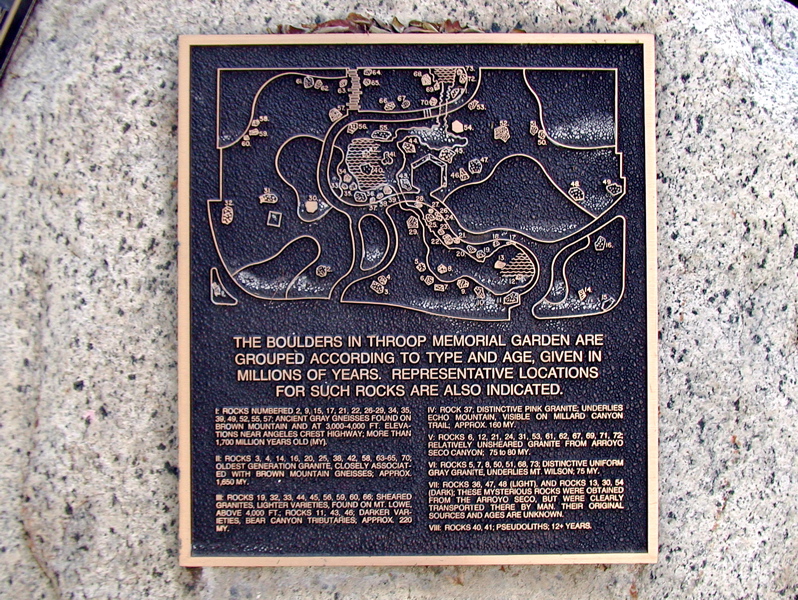 THE BOULDERS IN THROOP MEMORIAL GARDEN ARE
GROUPED ACCORDING TO TYPE AND AGE, GIVEN IN
MILLIONS OF YEARS. REPRESENTATIVE LOCATIONS
FOR SUCH ROCKS ARE ALSO INDICATED.
I: ROCKS NUMBERED 2, 9, 15, 17, 21, 22, 26-29, 34, 35,
39, 49, 52, 55, 57; ANCIENT GRAY GNEISSES FOUND ON
BROWN MOUNTAIN AND AT 3,000-4,000 FT. ELEVA-
TIONS NEAR ANGELES CREST HIGHWAY; MORE THAN
1,700 MILLION YEARS OLD (MY).
II: ROCKS 3, 4, 14, 16, 20, 25, 38, 42, 58, 63-65, 70;
OLDEST GENERATION GRANITE, CLOSELY ASSOCIAT-
ED WITH BROWN MOUNTAIN GNEISSES; APPROX.
1,650 MY.
III: ROCKS 19, 32, 33, 44, 45, 56, 59, 60, 66; SHEARED
GRANITES, LIGHTER VARIETIES, FOUND ON MT. LOWE,
ABOVE 4,000 FT.; ROCKS 11, 43, 46; DARKER VAR-
IETIES, BEAR CANYON TRIBUTARIES; APPROX. 220
MY.
IV: ROCK 37; DISTINCTIVE PINK GRANITE; UNDERLIES
ECHO MOUNTAIN, VISIBLE ON MILLARD CANYON
TRAIL; APPROX. 160 MY.
V: ROCKS 6, 12, 21, 24, 31, 53, 61, 62, 67, 69, 71, 72;
RELATIVELY UNSHEARED GRANITE FROM ARROYO
SECO CANYON; 75 to 80 MY.
VI: ROCKS 5, 7, 8, 50, 51, 68, 73; DISTINCTIVE UNIFORM
GRAY GRANITE, UNDERLIES MT. WILSON; 75 MY.
VII: ROCKS 36, 47, 48 (LIGHT), AND ROCKS 13, 30, 54
(DARK); THESE MYSTERIOUS ROCKS WERE OBTAINED
FROM THE ARROYO SECO, BUT WERE CLEARLY
TRANSPORTED THERE BY MAN. THEIR ORIGINAL
SOURCES AND AGES ARE UNKNOWN.
VIII: ROCKS 40, 41; PSEUDOLITHS; 12+ YEARS.